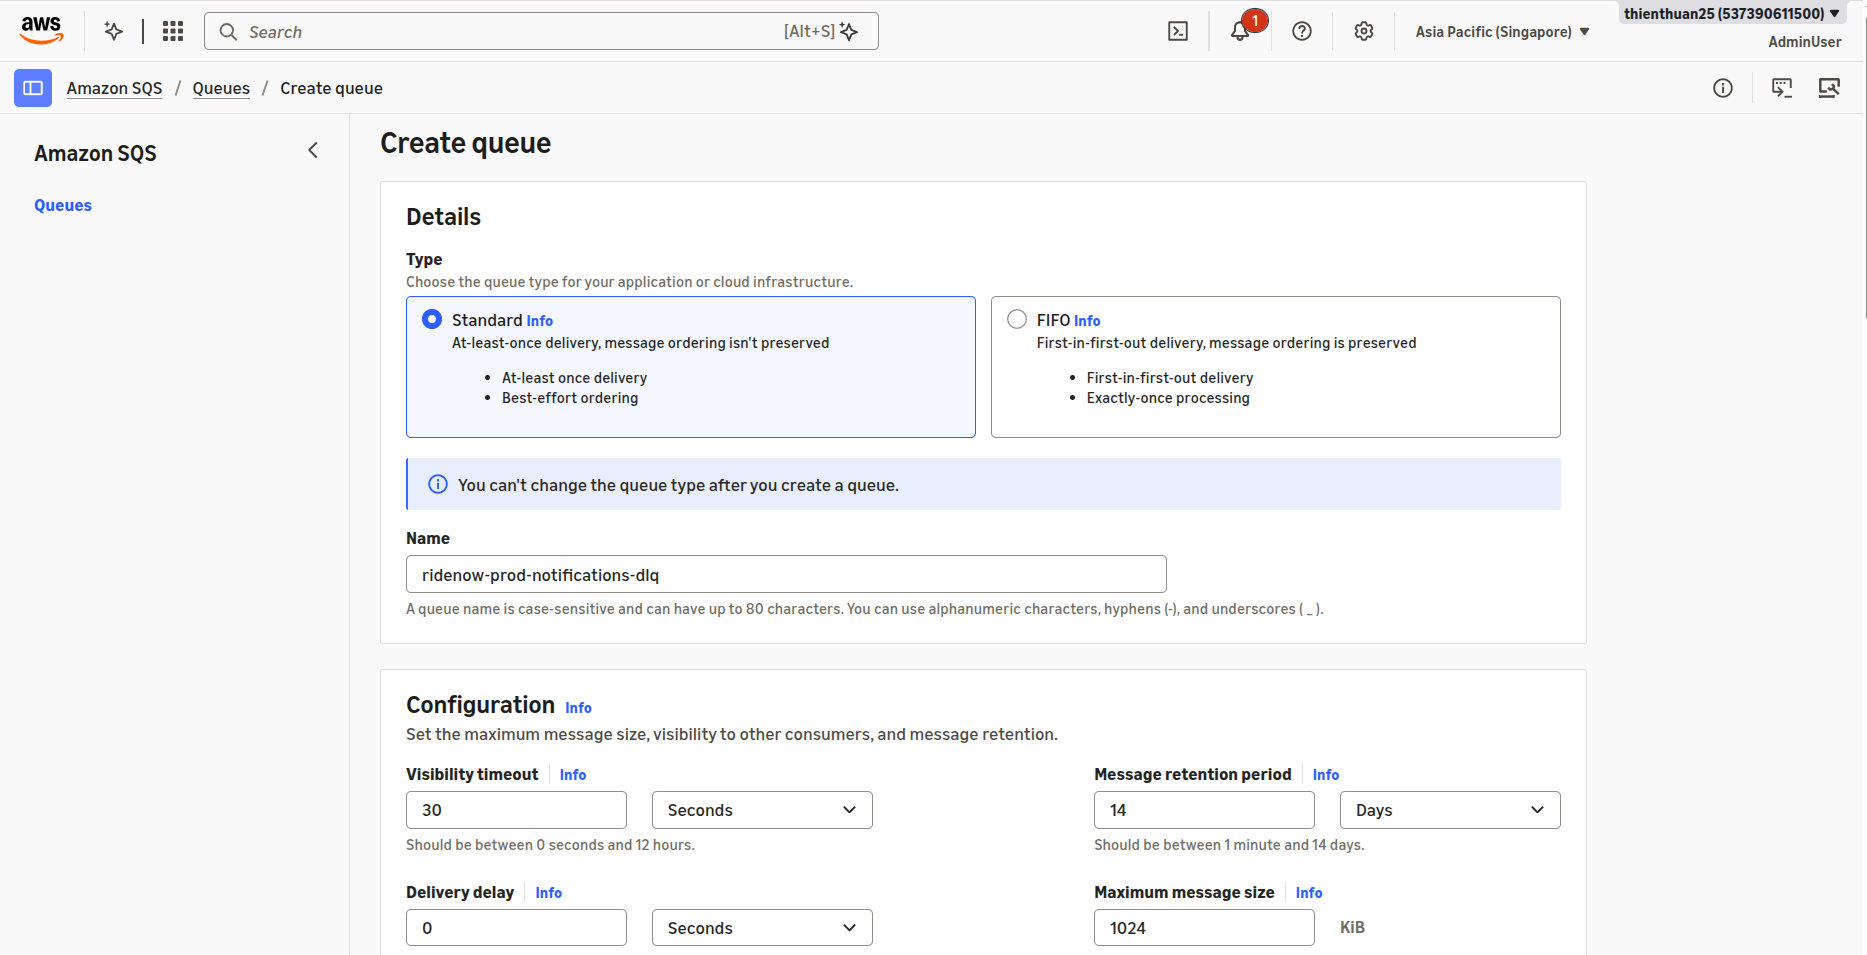 aws
Search
[Alt+S]
1
Asia Pacific (Singapore)
thienthuan25 (537390611500)
AdminUser
Amazon SQS / Queues / Create queue
Amazon SQS
Queues
Create queue
Details
Type
Choose the queue type for your application or cloud infrastructure.
Standard Info
At-least-once delivery, message ordering isn't preserved
• At-least once delivery
• Best-effort ordering
FIFO Info
First-in-first-out delivery, message ordering is preserved
• First-in-first-out delivery
• Exactly-once processing
You can't change the queue type after you create a queue.
Name
ridenow-prod-notifications-dlq
A queue name is case-sensitive and can have up to 80 characters. You can use alphanumeric characters, hyphens (-), and underscores ( _ ).
Configuration Info
Set the maximum message size, visibility to other consumers, and message retention.
Visibility timeout Info
30 Seconds
Should be between 0 seconds and 12 hours.
Message retention period Info
14 Days
Should be between 1 minute and 14 days.
Delivery delay Info
0 Seconds
Maximum message size Info
1024 KiB